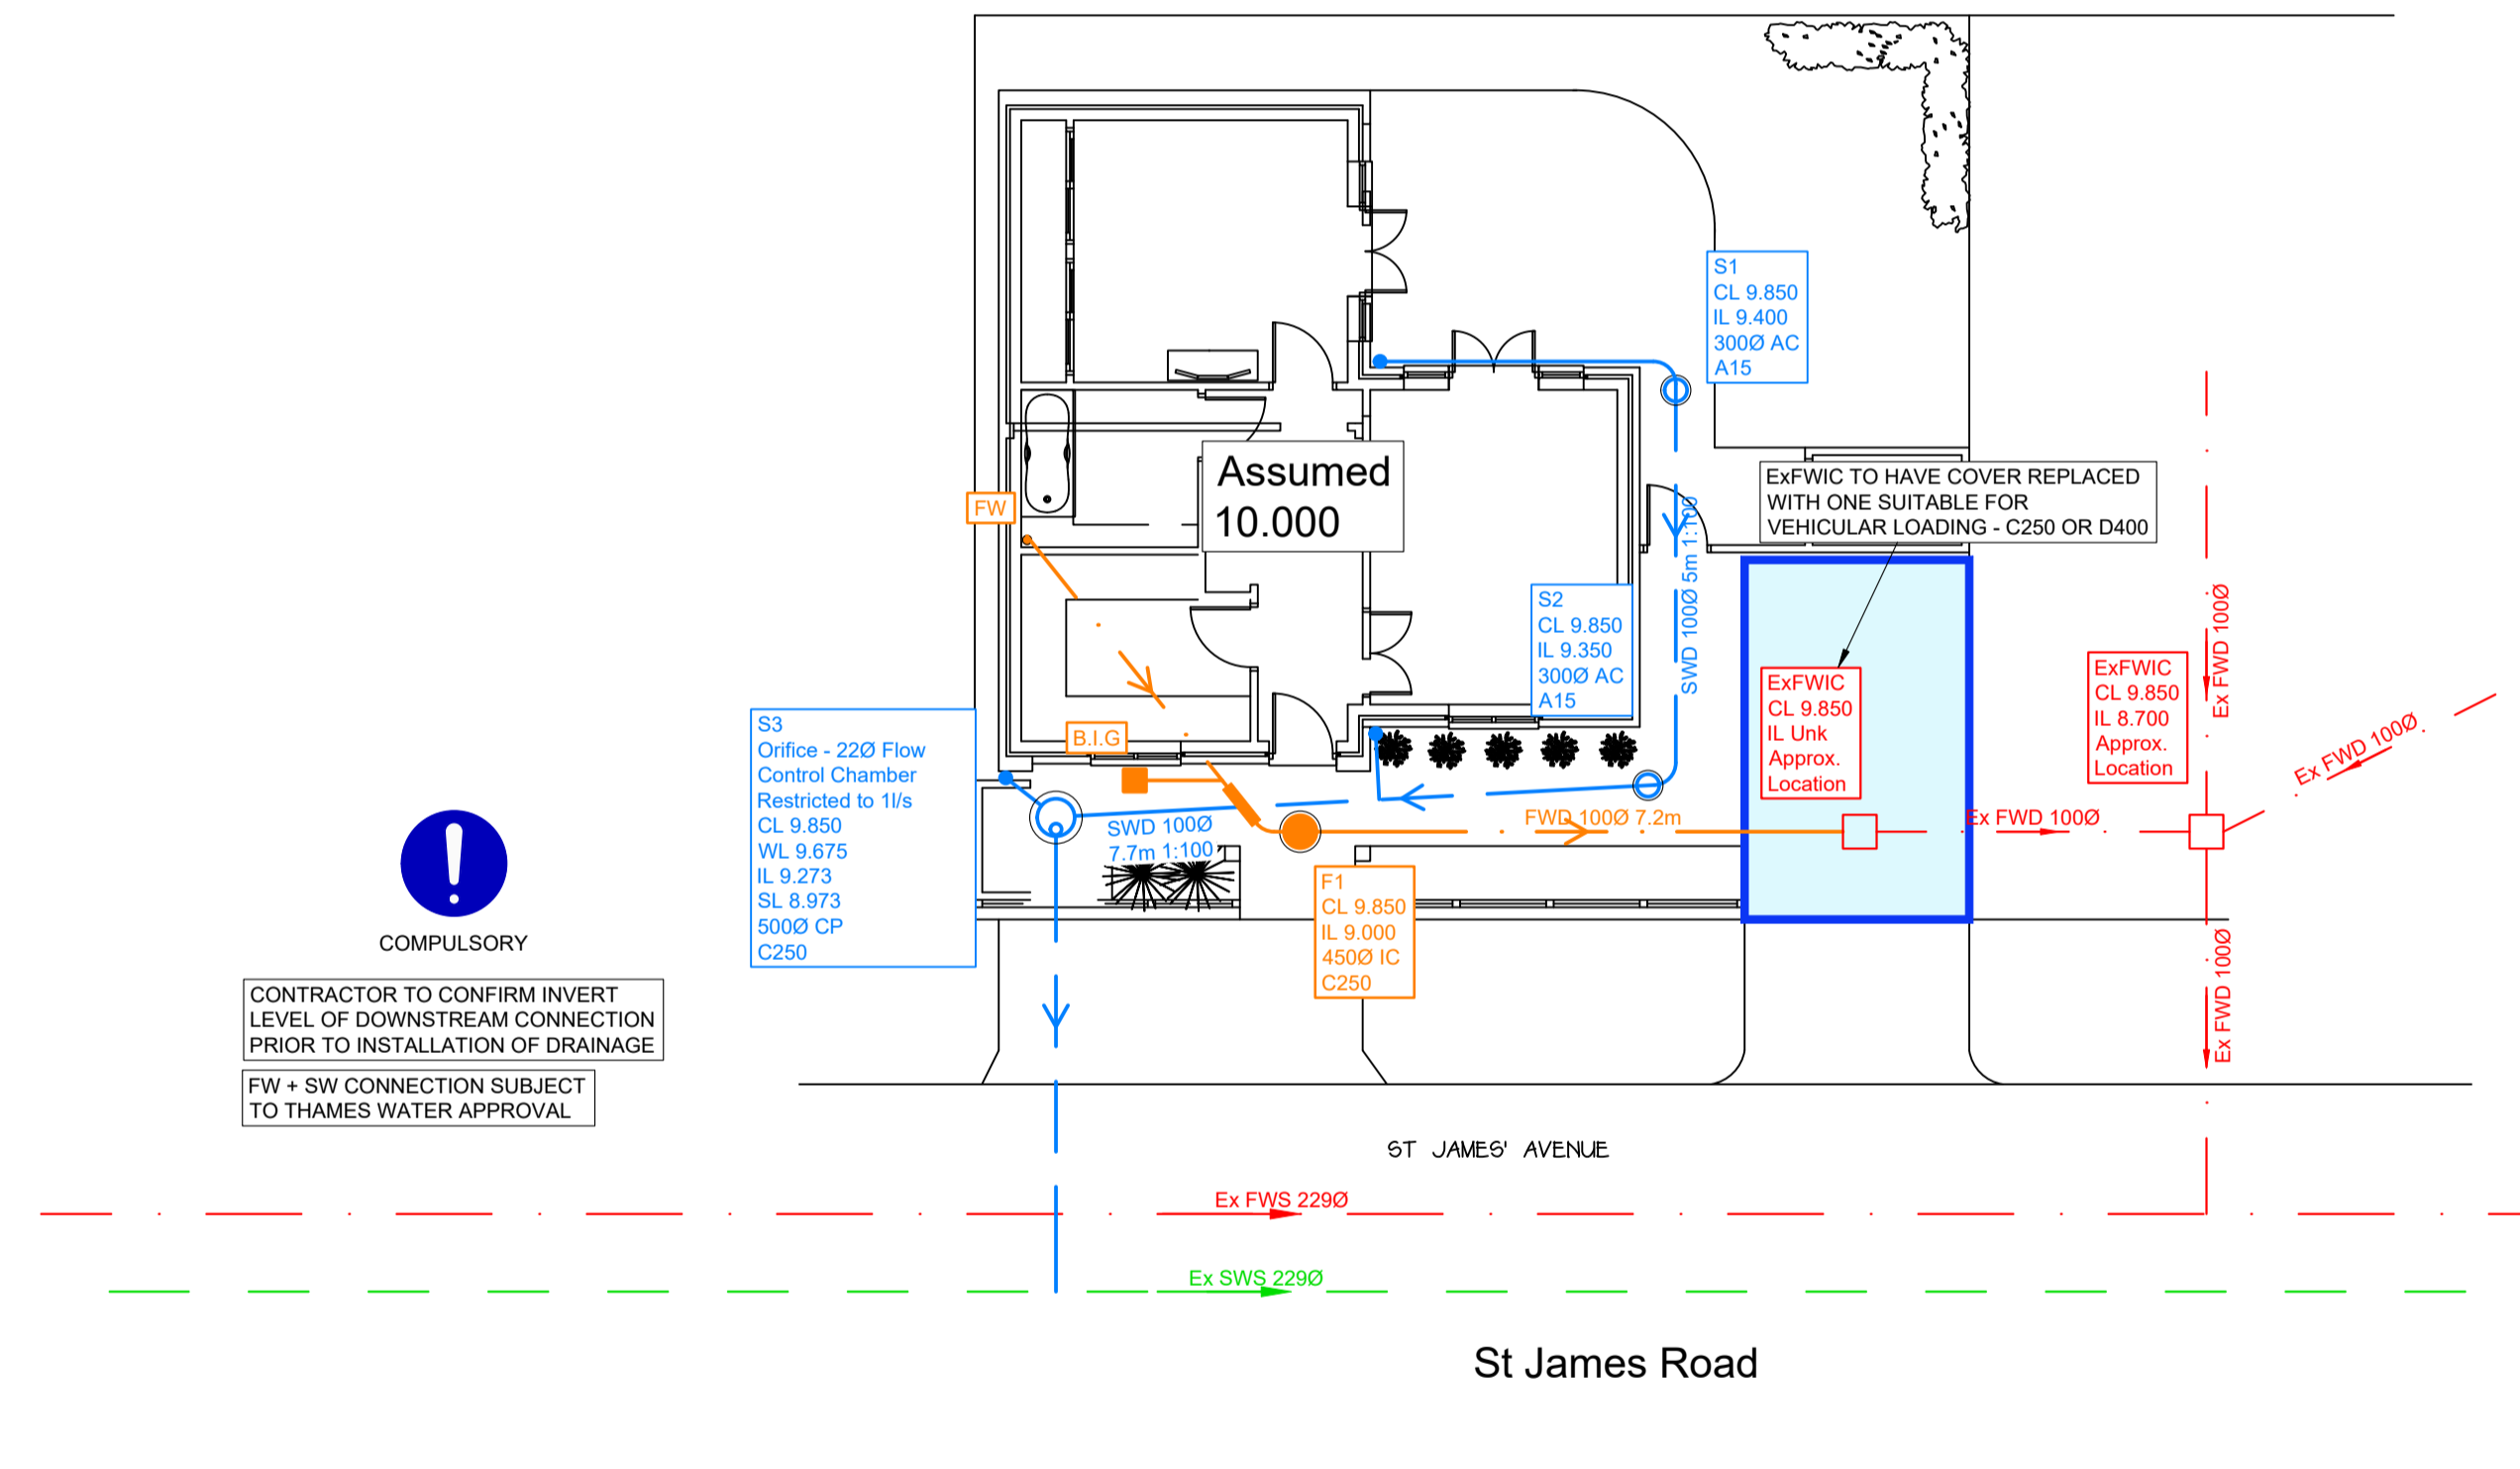 S1
CL 9.850
IL 9.400
300Ø AC
A15
Assumed
10.000
ExFWIC TO HAVE COVER REPLACED
WITH ONE SUITABLE FOR
VEHICULAR LOADING - C250 OR D400
FW
SWD 100Ø 5m 1:100
S2
CL 9.850
IL 9.350
300Ø AC
A15
ExFWIC
CL 9.850
IL Unk
Approx.
Location
ExFWIC
CL 9.850
IL 8.700
Approx.
Location
Ex FWD 100Ø
Ex FWD 100Ø
B.I.G
S3
Orifice - 22Ø Flow
Control Chamber
Restricted to 1l/s
CL 9.850
WL 9.675
IL 9.273
SL 8.973
500Ø CP
C250
SWD 100Ø
7.7m 1:100
FWD 100Ø 7.2m
Ex FWD 100Ø
F1
CL 9.850
IL 9.000
450Ø IC
C250
Ex FWD 100Ø
COMPULSORY
CONTRACTOR TO CONFIRM INVERT
LEVEL OF DOWNSTREAM CONNECTION
PRIOR TO INSTALLATION OF DRAINAGE
FW + SW CONNECTION SUBJECT
TO THAMES WATER APPROVAL
ST JAMES' AVENUE
Ex FWS 229Ø
Ex SWS 229Ø
St James Road